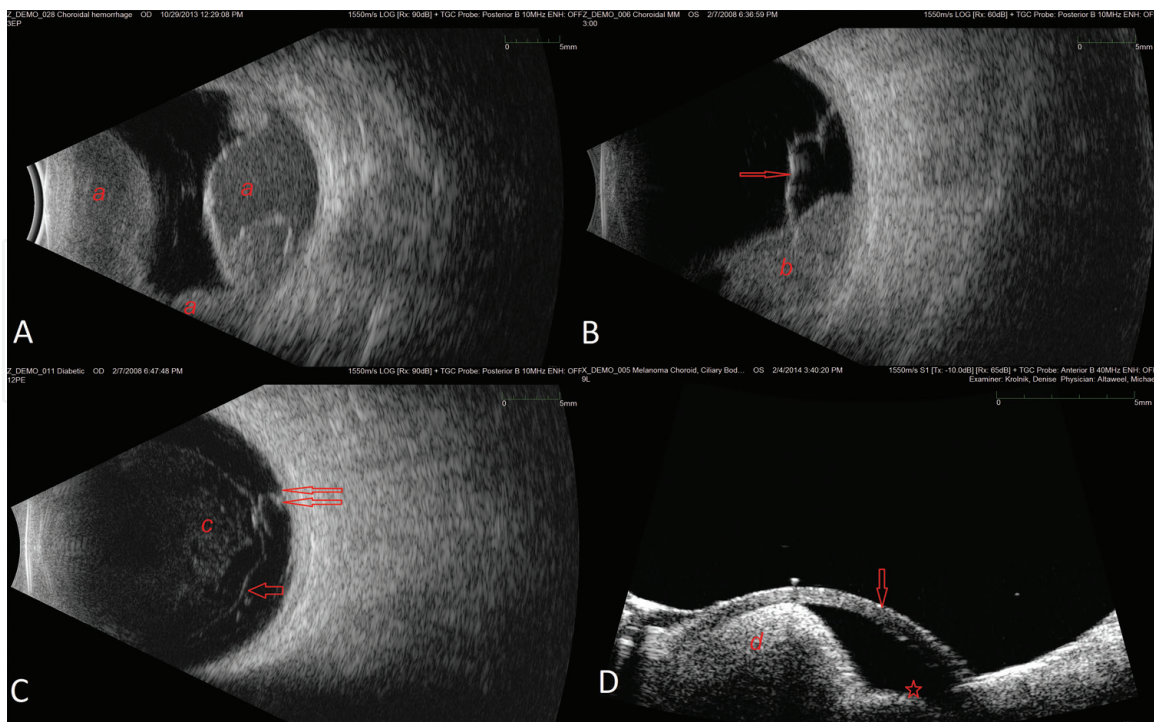 Z_DEMO_028 Choroidal hemorrhage OD 10/29/2013 12:29:08 PM 1550m/s LOG [Rx: 90dB] + TGC Probe: Posterior B 10MHz ENH: OFF
3EP
0 5mm
a
a
a
A
Z_DEMO_006 Choroidal MM OS 2/7/2008 6:36:59 PM 1550m/s LOG [Rx: 60dB] + TGC Probe: Posterior B 10MHz ENH: OFF
3:00
0 5mm
b
B
Z_DEMO_011 Diabetic OD 2/7/2008 6:47:48 PM 1550m/s LOG [Rx: 90dB] + TGC Probe: Posterior B 10MHz ENH: OFF
12PE
0 5mm
c
C
X_DEMO_005 Melanoma Choroid, Ciliary Bod... OS 2/4/2014 3:40:20 PM 1550m/s S1 [Tx: -10.0dB] [Rx: 65dB] + TGC Probe: Anterior B 40MHz ENH: OFF
9L Examiner: Krolnik, Denise Physician: Altaweel, Michae
0 5mm
d
D